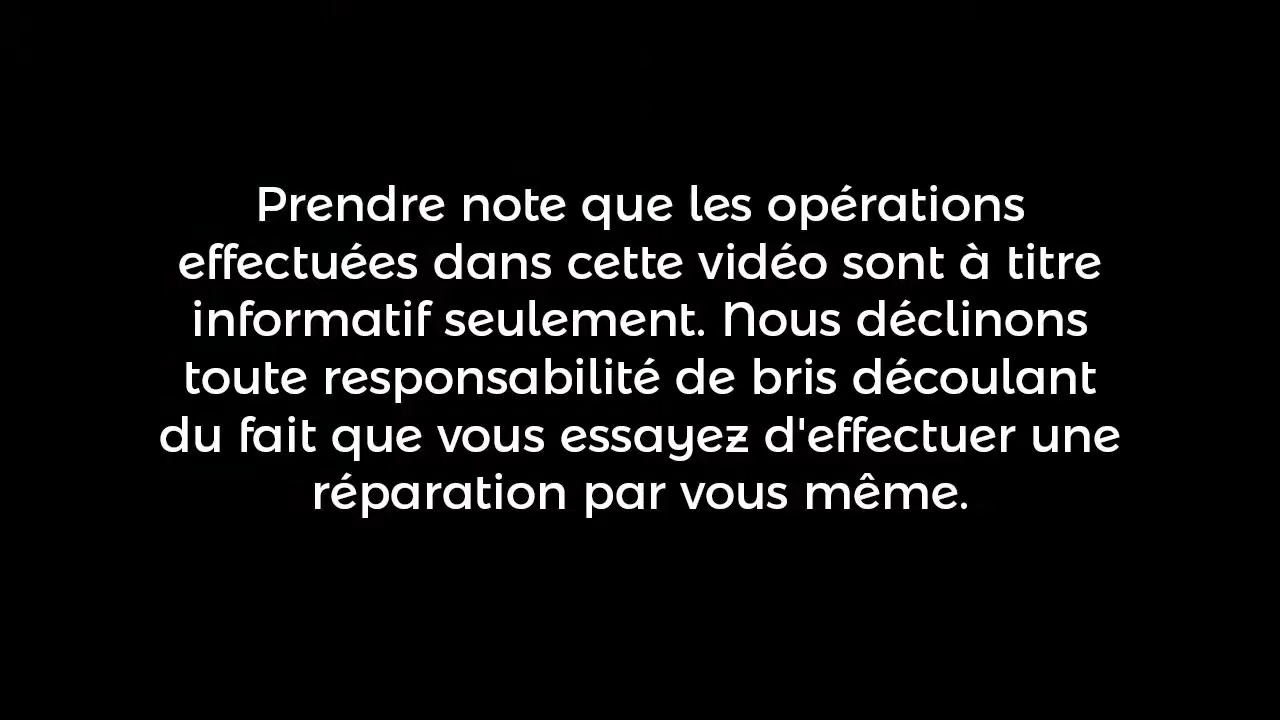 Prendre note que les opérations
effectuées dans cette vidéo sont à titre
informatif seulement. Nous déclinons
toute responsabilité de bris découlant
du fait que vous essayez d'effectuer une
réparation par vous même.